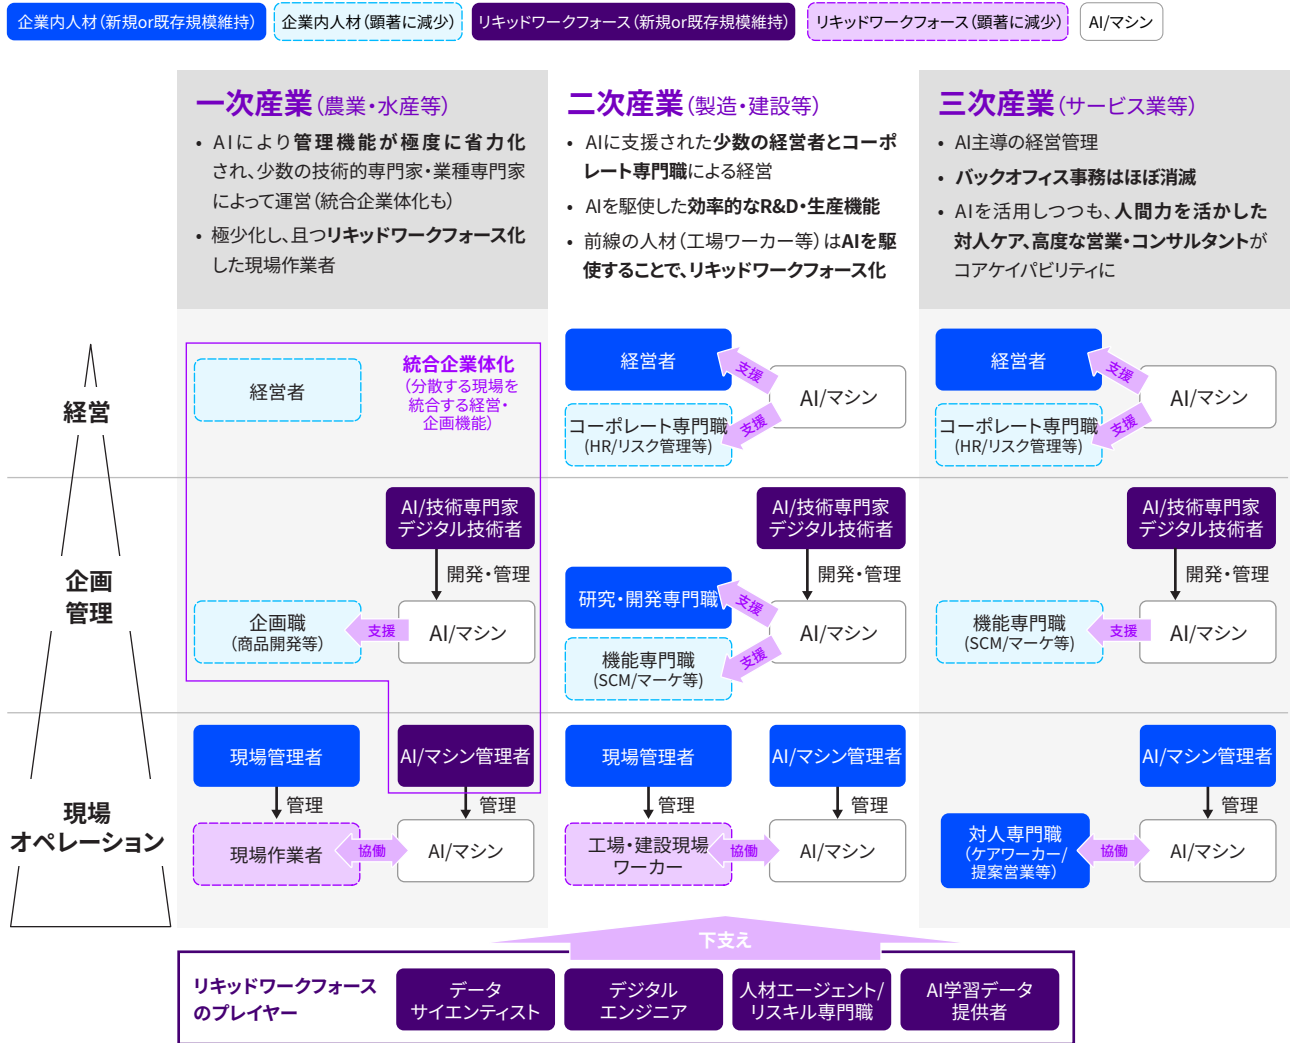 企業内人材（新規or既存規模維持）
企業内人材（顕著に減少）
リキッドワークフォース（新規or既存規模維持）
リキッドワークフォース（顕著に減少）
AI/マシン
一次産業（農業・水産等）
• AIにより管理機能が極度に省力化
され、少数の技術的専門家・業種専門家
によって運営（統合企業体化も）
• 極少化し、且つリキッドワークフォース化
した現場作業者
二次産業（製造・建設等）
• AIに支援された少数の経営者とコーポ
レート専門職による経営
• AIを駆使した効率的なR&D・生産機能
• 前線の人材（工場ワーカー等）はAIを駆
使することで、リキッドワークフォース化
三次産業（サービス業等）
• AI主導の経営管理
• バックオフィス事務はほぼ消滅
• AIを活用しつつも、人間力を活かした
対人ケア、高度な営業・コンサルタントが
コアケイパビリティに
経営
経営者
統合企業体化
（分散する現場を
統合する経営・
企画機能）
経営者
支援
AI/マシン
コーポレート専門職
(HR/リスク管理等)
支援
経営者
支援
AI/マシン
コーポレート専門職
(HR/リスク管理等)
支援
企画
管理
AI/技術専門家
デジタル技術者
開発・管理
企画職
（商品開発等）
支援
AI/マシン
AI/技術専門家
デジタル技術者
開発・管理
研究・開発専門職
支援
AI/マシン
機能専門職
(SCM/マーケ等)
支援
AI/技術専門家
デジタル技術者
開発・管理
機能専門職
(SCM/マーケ等)
支援
AI/マシン
現場
オペレーション
現場管理者
AI/マシン管理者
管理
管理
現場作業者
協働
AI/マシン
現場管理者
AI/マシン管理者
管理
管理
工場・建設現場
ワーカー
協働
AI/マシン
AI/マシン管理者
管理
対人専門職
（ケアワーカー/
提案営業等）
協働
AI/マシン
下支え
リキッドワークフォース
のプレイヤー
データ
サイエンティスト
デジタル
エンジニア
人材エージェント/
リスキル専門職
AI学習データ
提供者